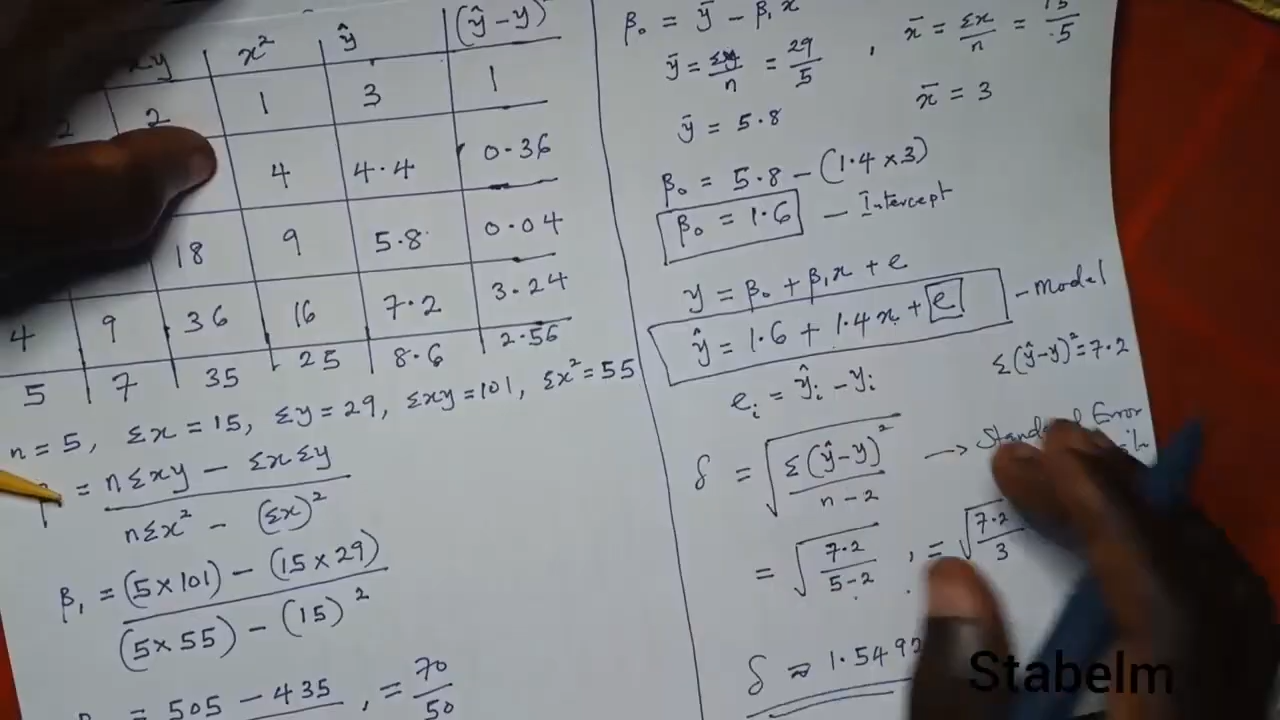 xy x² ŷ (ŷ-y)
2 2 1 3 1
4 4.4 0.36
18 9 5.8 0.04
4 9 36 16 7.2 3.24
5 7 35 25 8.6 2.56
n = 5, Σx = 15, Σy = 29, Σxy = 101, Σx² = 55
= nΣxy - ΣxΣy / nΣx² - (Σx)²
β₁ = (5×101) - (15×29) / (5×55) - (15)²
= 505 - 435 , = 70/50
β₀ = ȳ - β₁x
ȳ = Σy/n = 29/5 , x̄ = Σx/n = 15/5
ȳ = 5.8 x̄ = 3
β₀ = 5.8 - (1.4×3)
β₀ = 1.6 - Intercept
y = β₀ + β₁x + e
ŷ = 1.6 + 1.4x + e - model
eᵢ = ŷᵢ - yᵢ Σ(ŷ-y)² = 7.2
δ = √(Σ(ŷ-y)² / n-2) → Error
= √(7.2 / 5-2) , = √(7.2 / 3)
δ ≈ 1.5492
Stabelm